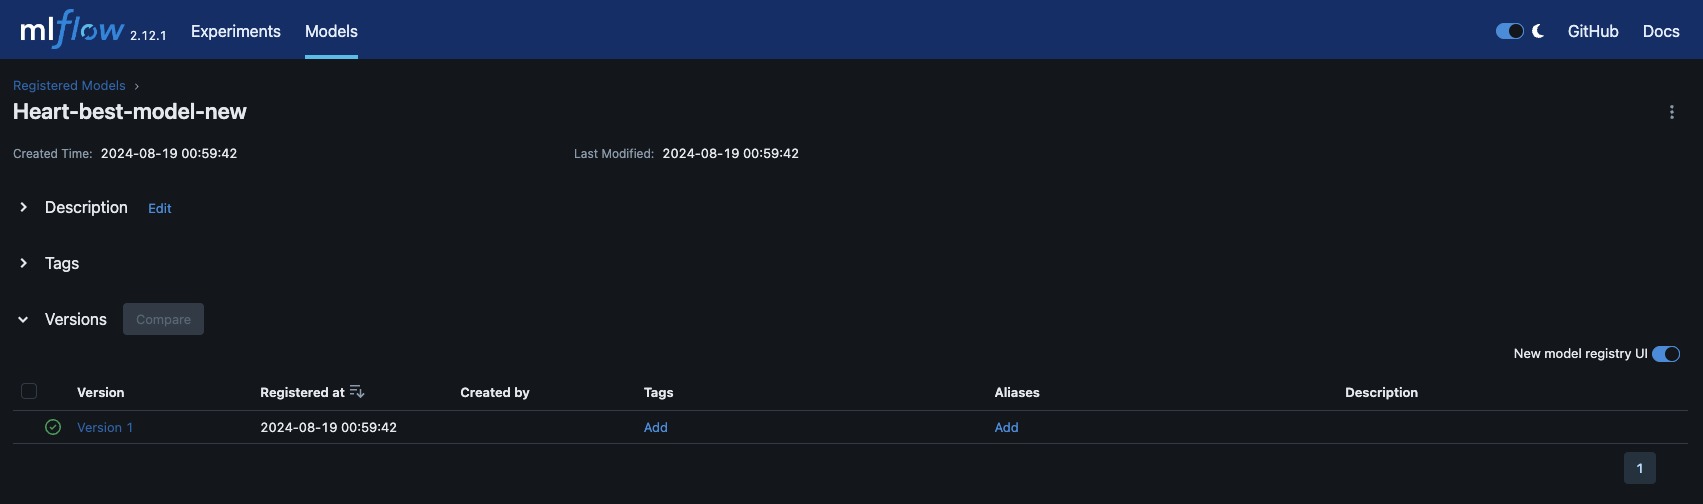 mlflow 2.12.1 Experiments Models GitHub Docs
Registered Models ›
Heart-best-model-new
Created Time: 2024-08-19 00:59:42 Last Modified: 2024-08-19 00:59:42
Description Edit
Tags
Versions Compare
New model registry UI
Version Registered at Created by Tags Aliases Description
Version 1 2024-08-19 00:59:42 Add Add
1